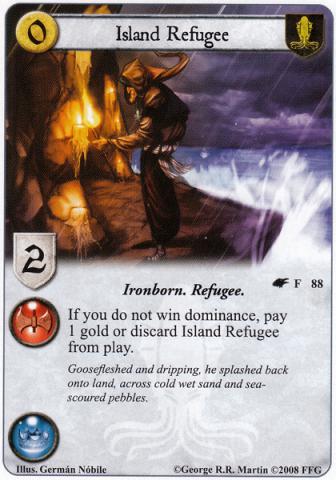 0
Island Refugee
2
Ironborn. Refugee.
F 88
If you do not win dominance, pay
1 gold or discard Island Refugee
from play.
Goosefleshed and dripping, he splashed back
onto land, across cold wet sand and sea-
scoured pebbles.
Illus. Germán Nóbile
©George R.R. Martin ©2008 FFG